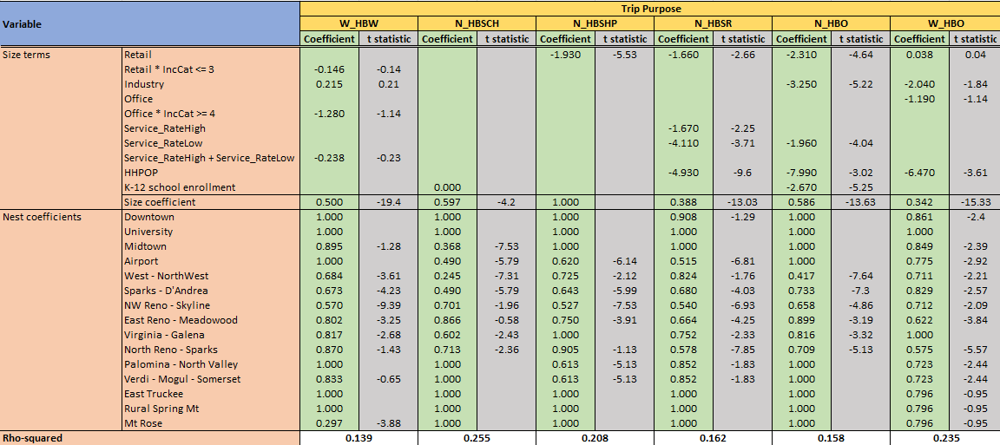 Variable Trip Purpose
W_HBW N_HBSCH N_HBSHP N_HBSR N_HBO W_HBO
Coefficient t statistic Coefficient t statistic Coefficient t statistic Coefficient t statistic Coefficient t statistic Coefficient t statistic
Size terms Retail -1.930 -5.53 -1.660 -2.66 -2.310 -4.64 0.038 0.04
Retail * IncCat <= 3 -0.146 -0.14
Industry 0.215 0.21 -3.250 -5.22 -2.040 -1.84
Office -1.190 -1.14
Office * IncCat >= 4 -1.280 -1.14
Service_RateHigh -1.670 -2.25
Service_RateLow -4.110 -3.71 -1.960 -4.04
Service_RateHigh + Service_RateLow -0.238 -0.23
HHPOP -4.930 -9.6 -7.990 -3.02 -6.470 -3.61
K-12 school enrollment 0.000 -2.670 -5.25
Size coefficient 0.500 -19.4 0.597 -4.2 1.000 0.388 -13.03 0.586 -13.63 0.342 -15.33
Nest coefficients Downtown 1.000 1.000 1.000 0.908 -1.29 1.000 0.861 -2.4
University 1.000 1.000 1.000 1.000 1.000 1.000
Midtown 0.895 -1.28 0.368 -7.53 1.000 1.000 1.000 0.849 -2.39
Airport 1.000 0.490 -5.79 0.620 -6.14 0.515 -6.81 1.000 0.775 -2.92
West - NorthWest 0.684 -3.61 0.245 -7.31 0.725 -2.12 0.824 -1.76 0.417 -7.64 0.711 -2.21
Sparks - D'Andrea 0.673 -4.23 0.490 -5.79 0.643 -5.99 0.680 -4.03 0.733 -7.3 0.829 -2.57
NW Reno - Skyline 0.570 -9.39 0.701 -1.96 0.527 -7.53 0.540 -6.93 0.658 -4.86 0.712 -2.09
East Reno - Meadowood 0.802 -3.25 0.866 -0.58 0.750 -3.91 0.664 -4.25 0.899 -3.19 0.622 -3.84
Virginia - Galena 0.817 -2.68 0.602 -2.43 1.000 0.752 -2.33 0.816 -3.32 1.000
North Reno - Sparks 0.870 -1.43 0.713 -2.36 0.905 -1.13 0.578 -7.85 0.709 -5.13 0.575 -5.57
Palomina - North Valley 1.000 1.000 0.613 -5.13 0.852 -1.83 1.000 0.723 -2.44
Verdi - Mogul - Somerset 0.833 -0.65 1.000 0.613 -5.13 0.852 -1.83 1.000 0.723 -2.44
East Truckee 1.000 1.000 1.000 1.000 1.000 0.796 -0.95
Rural Spring Mt 1.000 1.000 1.000 1.000 1.000 0.796 -0.95
Mt Rose 0.297 -3.88 1.000 1.000 1.000 1.000 0.796 -0.95
Rho-squared 0.139 0.255 0.208 0.162 0.158 0.235